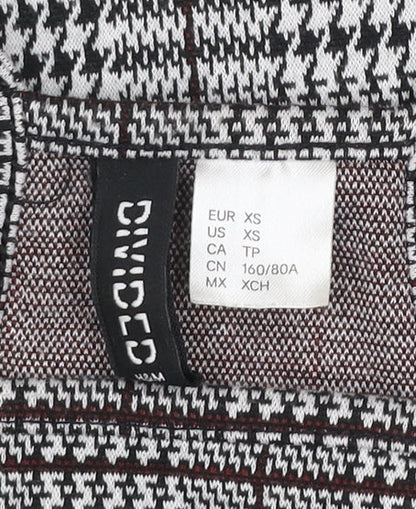 DIVIDED
H&M
EUR XS
US XS
CA TP
CN 160/80A
MX XCH